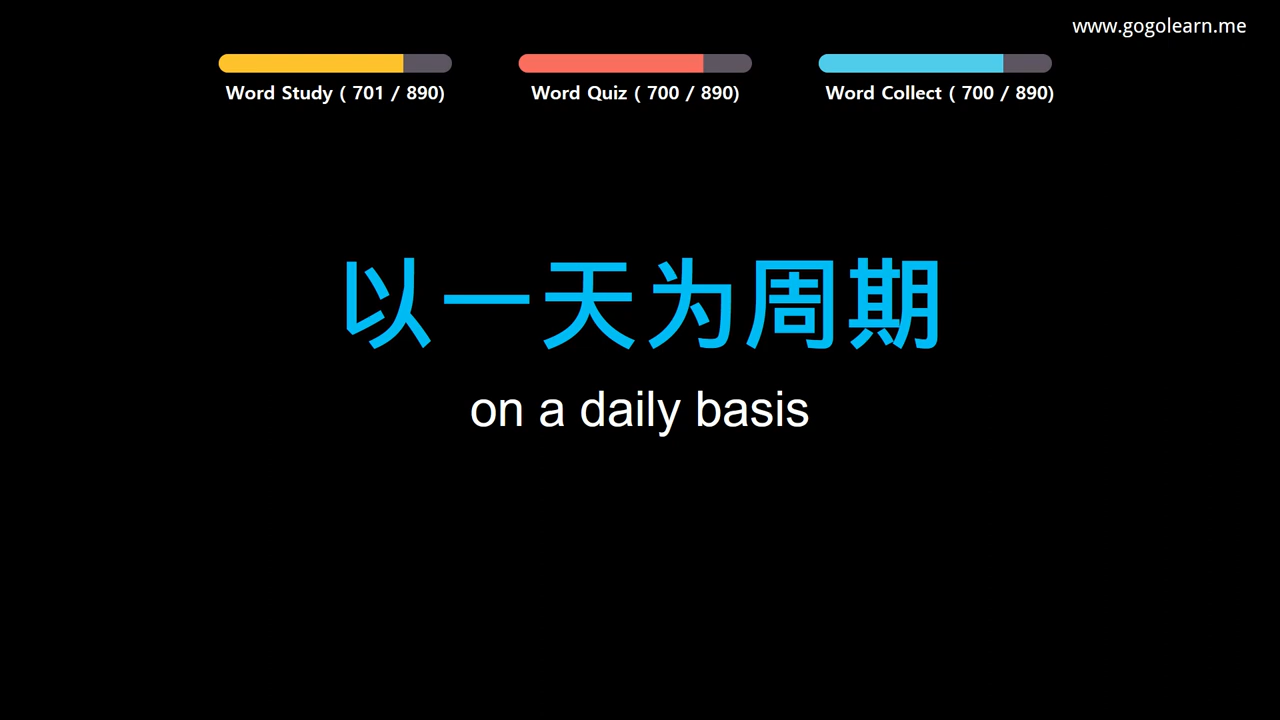 www.gogolearn.me
Word Study ( 701 / 890)
Word Quiz ( 700 / 890)
Word Collect ( 700 / 890)
以一天为周期
on a daily basis